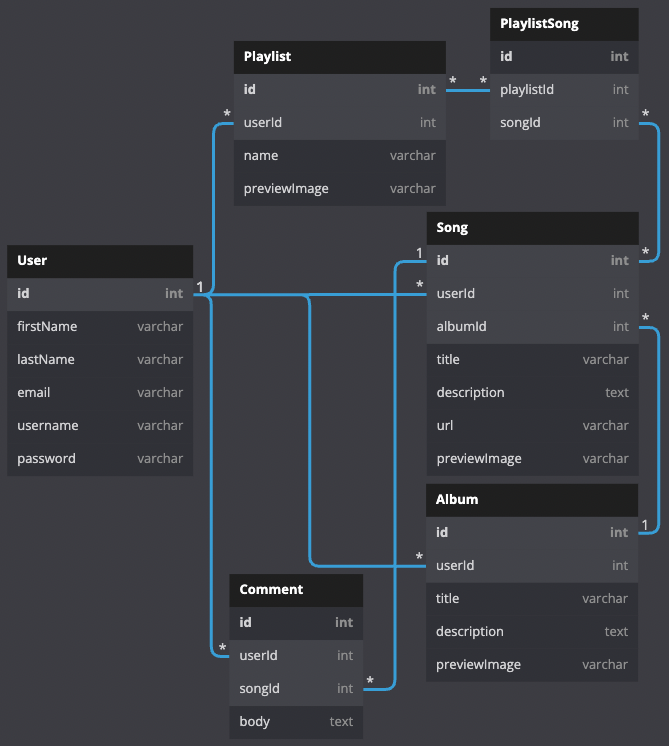 PlaylistSong
id int
playlistId int
songId int
Playlist
id int
userId int
name varchar
previewImage varchar
* * *
* *
User
id int
firstName varchar
lastName varchar
email varchar
username varchar
password varchar
1
Song
id int
userId int
albumId int
title varchar
description text
url varchar
previewImage varchar
1 *
* *
Album
id int
userId int
title varchar
description text
previewImage varchar
1
*
Comment
id int
userId int
songId int
body text
* *